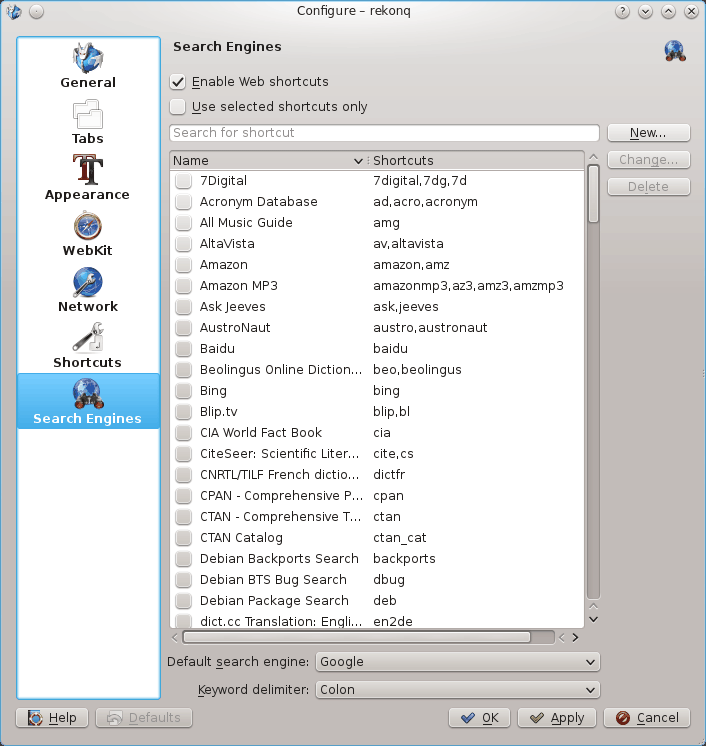 Configure – rekonq
General
Tabs
Appearance
WebKit
Network
Shortcuts
Search Engines
Search Engines
Enable Web shortcuts
Use selected shortcuts only
Search for shortcut
New...
Change...
Delete
Name Shortcuts
7Digital 7digital,7dg,7d
Acronym Database ad,acro,acronym
All Music Guide amg
AltaVista av,altavista
Amazon amazon,amz
Amazon MP3 amazonmp3,az3,amz3,amzmp3
Ask Jeeves ask,jeeves
AustroNaut austro,austronaut
Baidu baidu
Beolingus Online Diction... beo,beolingus
Bing bing
Blip.tv blip,bl
CIA World Fact Book cia
CiteSeer: Scientific Liter... cite,cs
CNRTL/TILF French dictio... dictfr
CPAN - Comprehensive P... cpan
CTAN - Comprehensive T... ctan
CTAN Catalog ctan_cat
Debian Backports Search backports
Debian BTS Bug Search dbug
Debian Package Search deb
dict.cc Translation: Engli... en2de
Default search engine: Google
Keyword delimiter: Colon
Help
Defaults
OK
Apply
Cancel